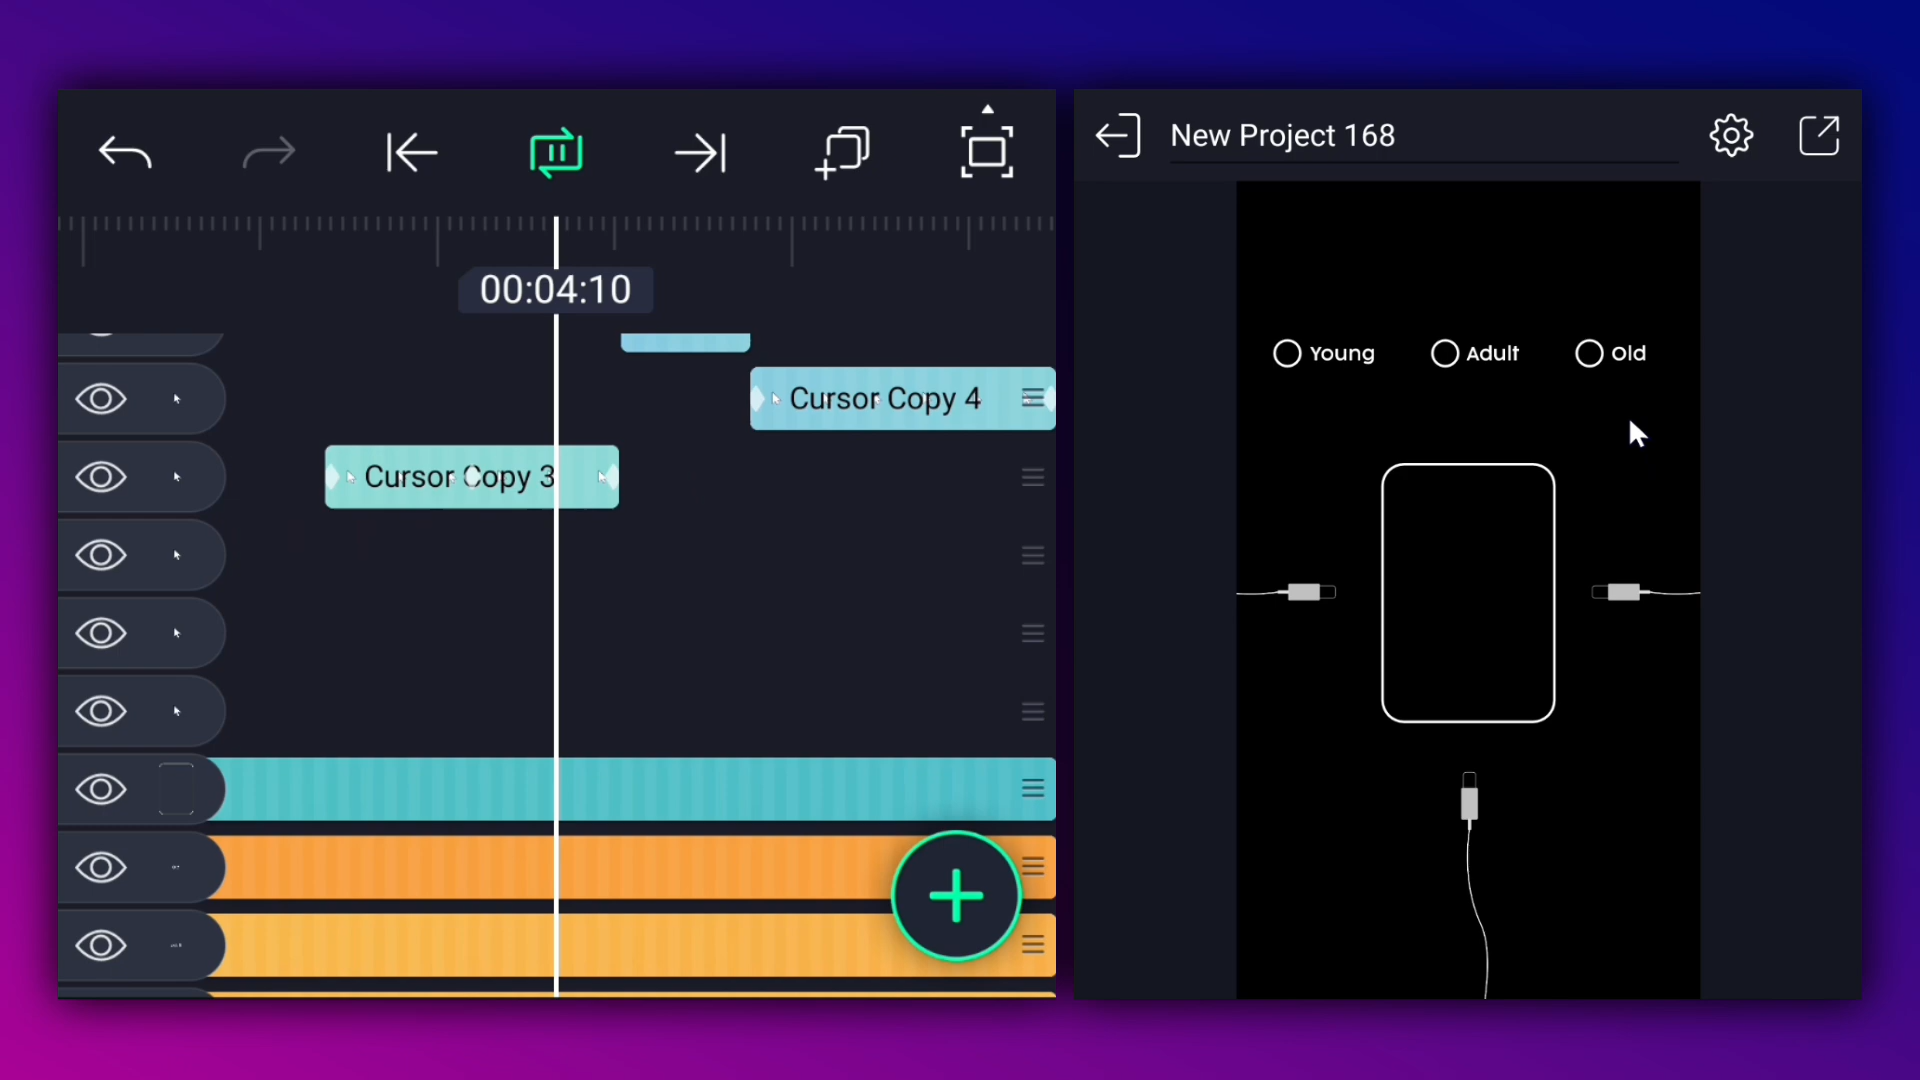 New Project 168
00:04:10
Young
Adult
Old
Cursor Copy 4
Cursor Copy 3